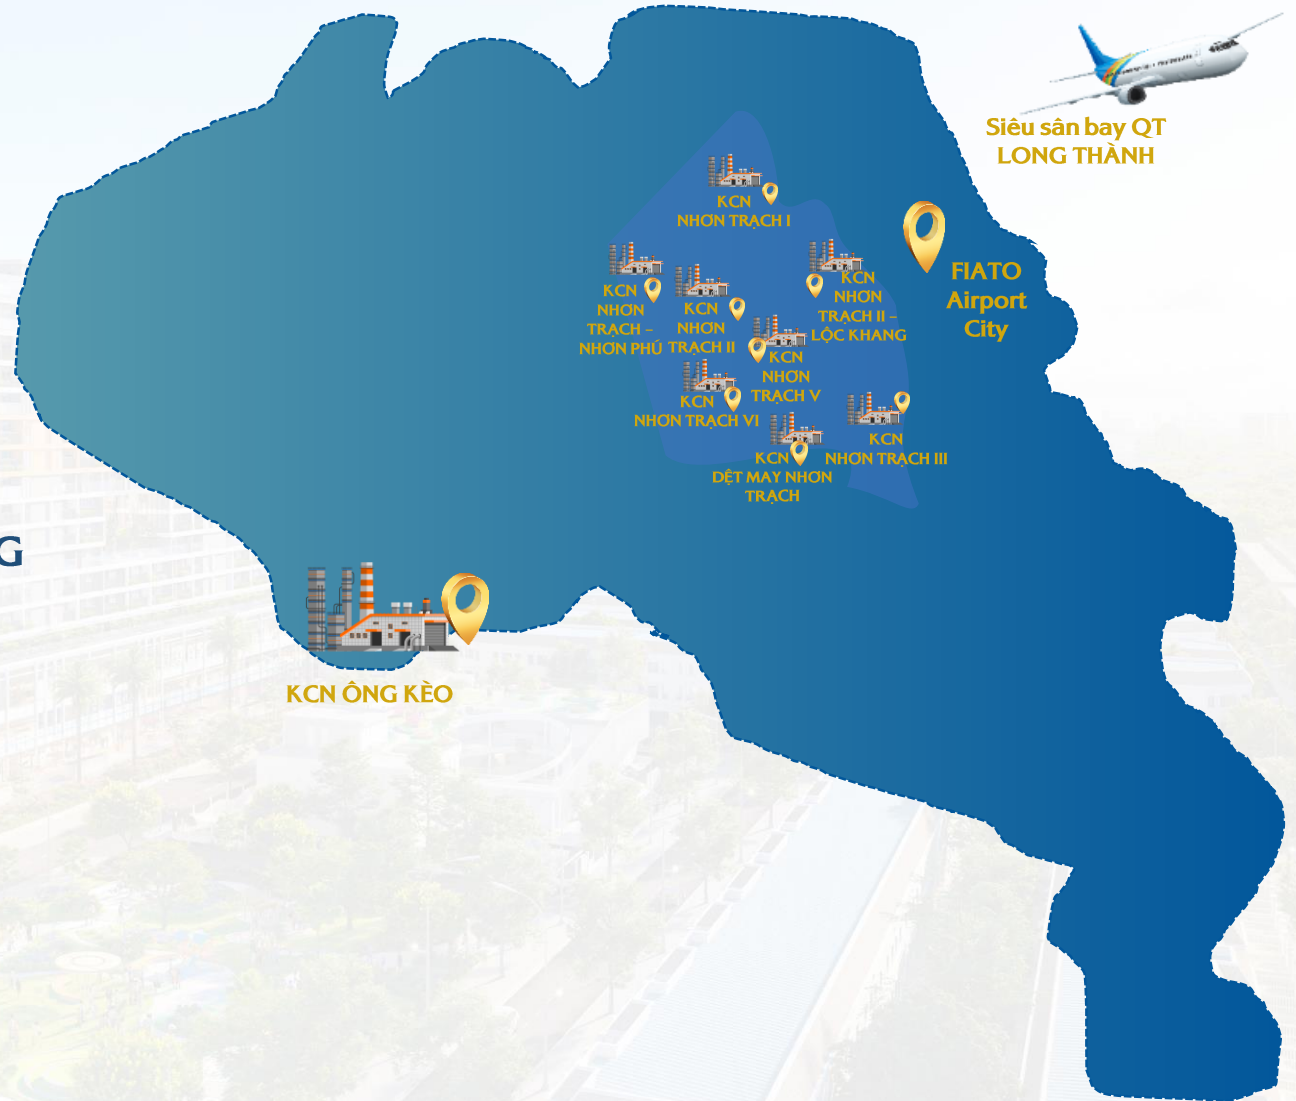 Siêu sân bay QT
LONG THÀNH
KCN
NHƠN TRẠCH I
FIATO
Airport
City
KCN
NHƠN
TRẠCH –
NHƠN PHÚ
KCN
NHƠN
TRẠCH II
KCN
NHƠN
TRẠCH II –
LỘC KHANG
KCN
NHƠN
TRẠCH V
KCN
NHƠN TRẠCH VI
KCN
NHƠN TRẠCH III
KCN
DỆT MAY NHƠN
TRẠCH
G
KCN ÔNG KÈO